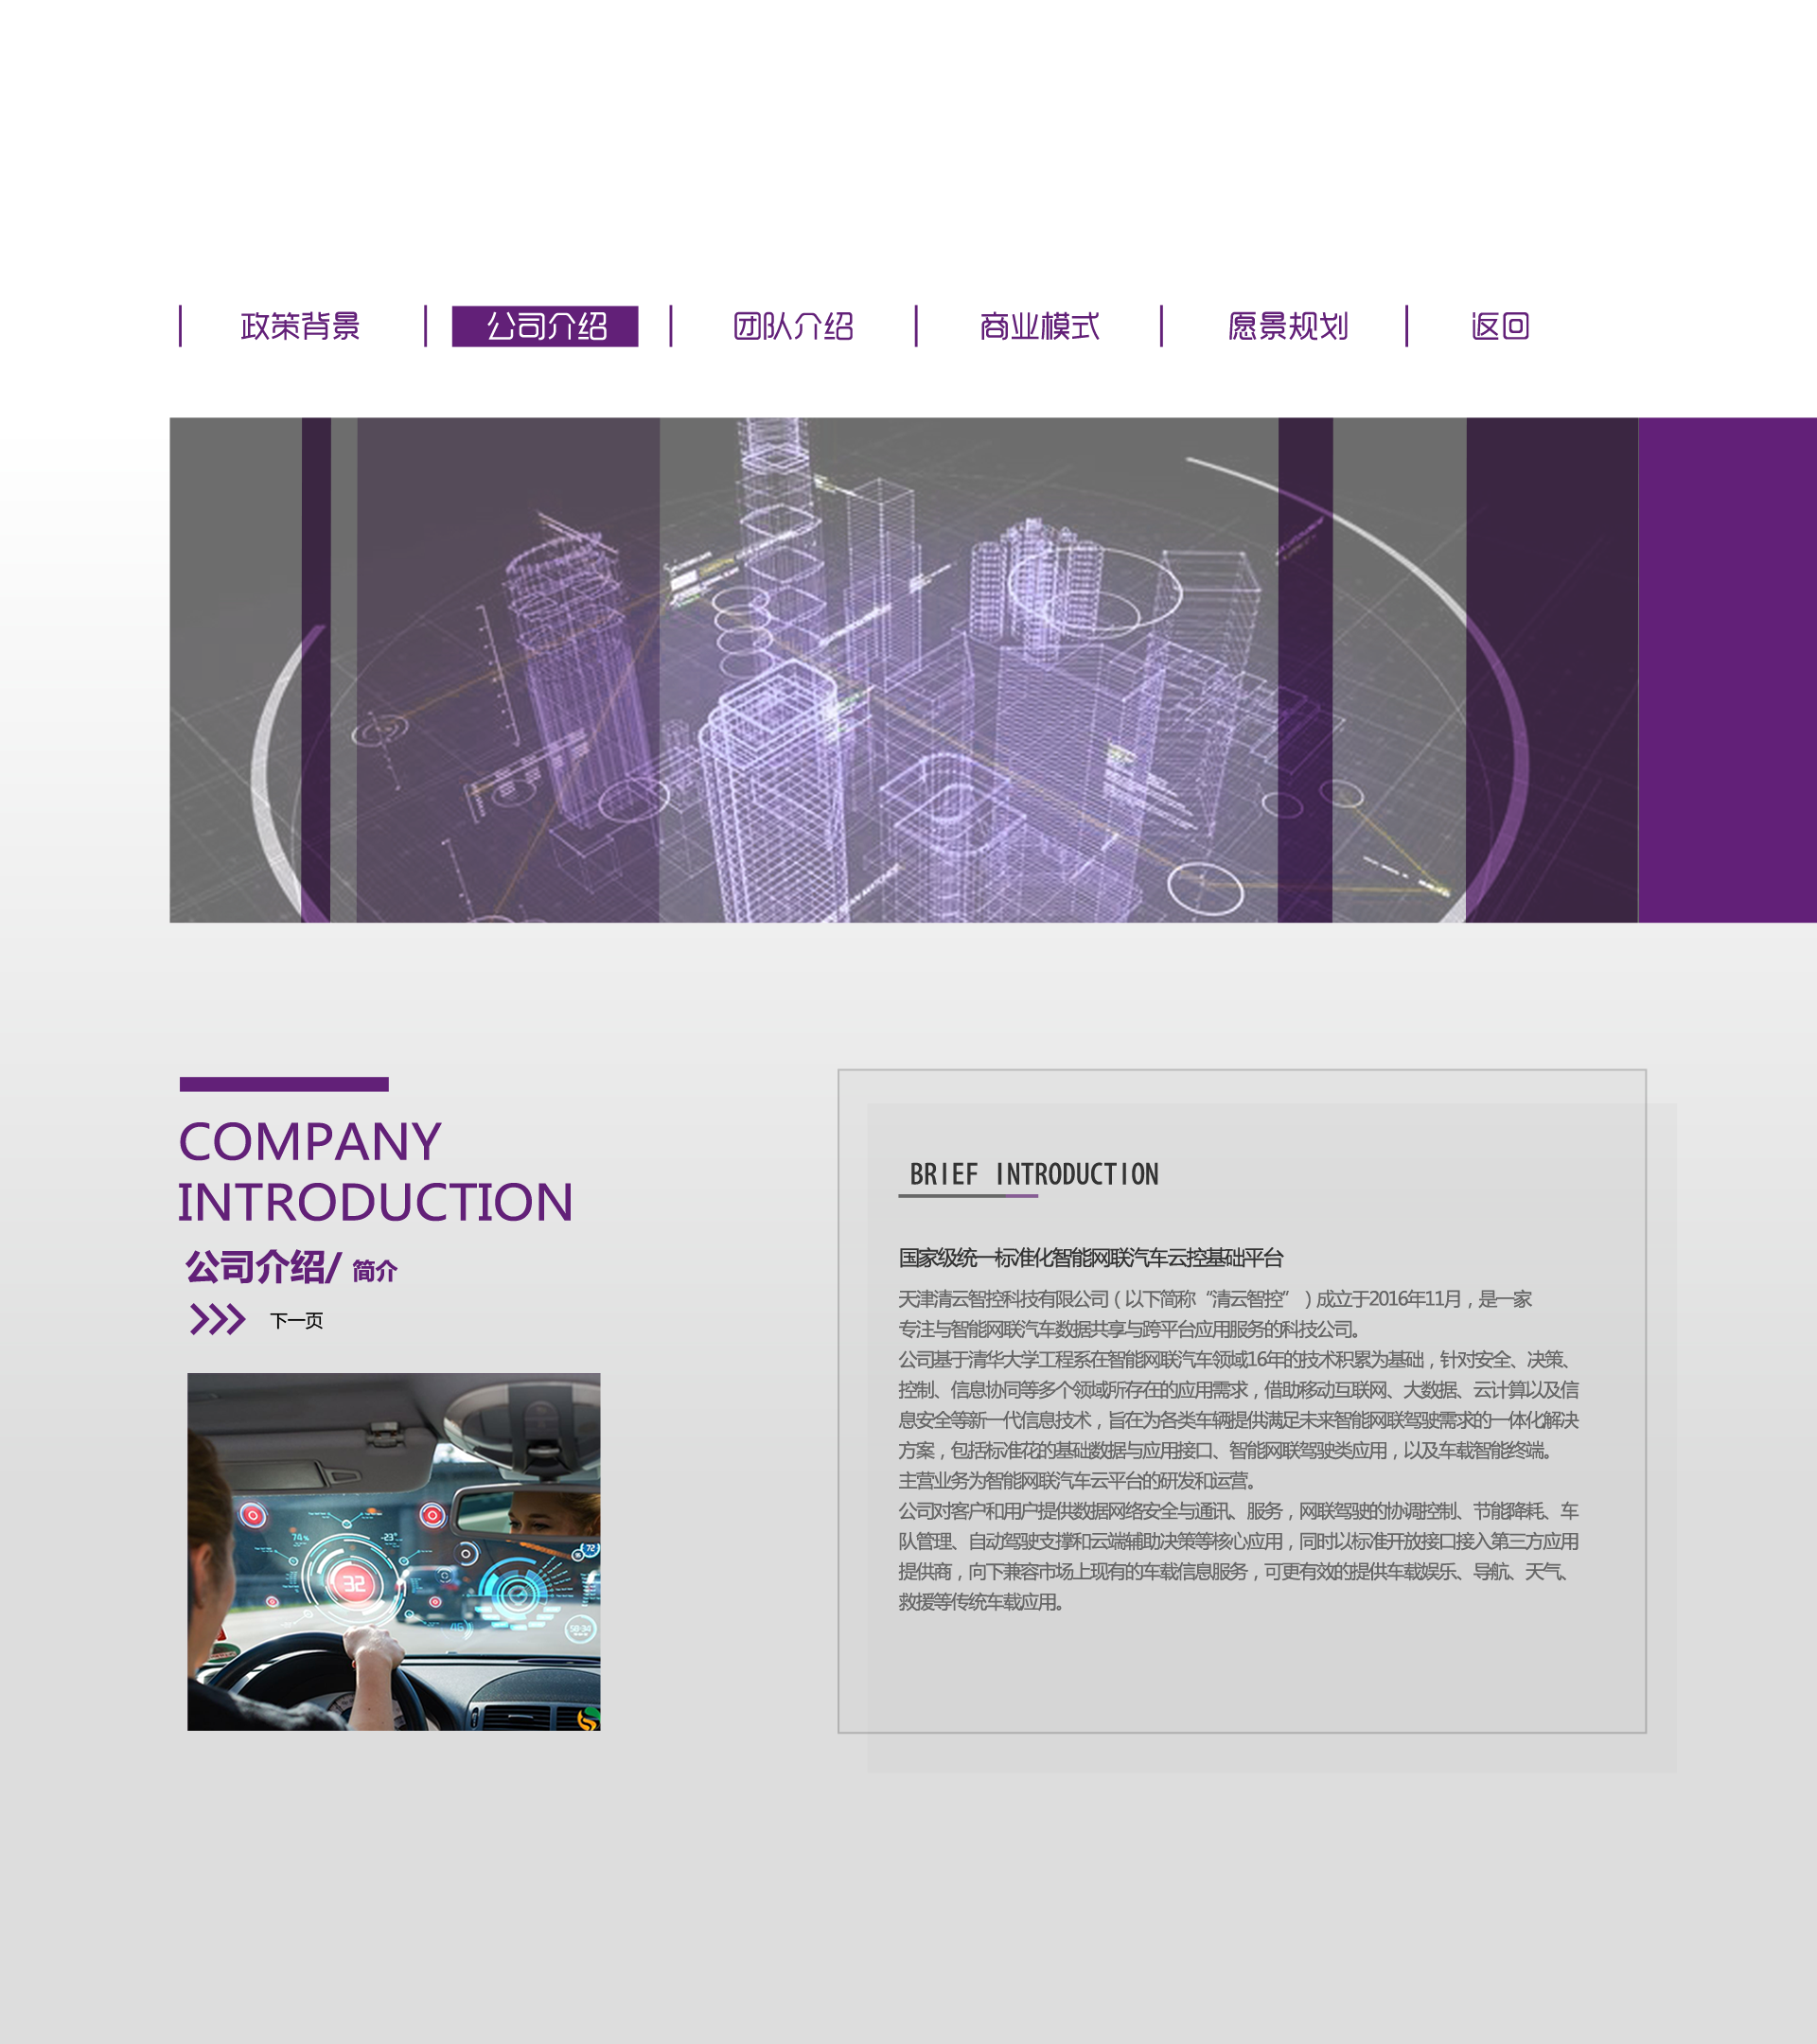 政策背景
公司介绍
团队介绍
商业模式
愿景规划
返回
COMPANY
INTRODUCTION
公司介绍/ 简介
下一页
32
74%
-23°
72
58:34
BRIEF INTRODUCTION
国家级统一标准化智能网联汽车云控基础平台
天津清云智控科技有限公司（以下简称“清云智控”）成立于2016年11月，是一家
专注与智能网联汽车数据共享与跨平台应用服务的科技公司。
公司基于清华大学工程系在智能网联汽车领域16年的技术积累为基础，针对安全、决策、
控制、信息协同等多个领域所存在的应用需求，借助移动互联网、大数据、云计算以及信
息安全等新一代信息技术，旨在为各类车辆提供满足未来智能网联驾驶需求的一体化解决
方案，包括标准花的基础数据与应用接口、智能网联驾驶类应用，以及车载智能终端。
主营业务为智能网联汽车云平台的研发和运营。
公司对客户和用户提供数据网络安全与通讯、服务，网联驾驶的协调控制、节能降耗、车
队管理、自动驾驶支撑和云端辅助决策等核心应用，同时以标准开放接口接入第三方应用
提供商，向下兼容市场上现有的车载信息服务，可更有效的提供车载娱乐、导航、天气、
救援等传统车载应用。